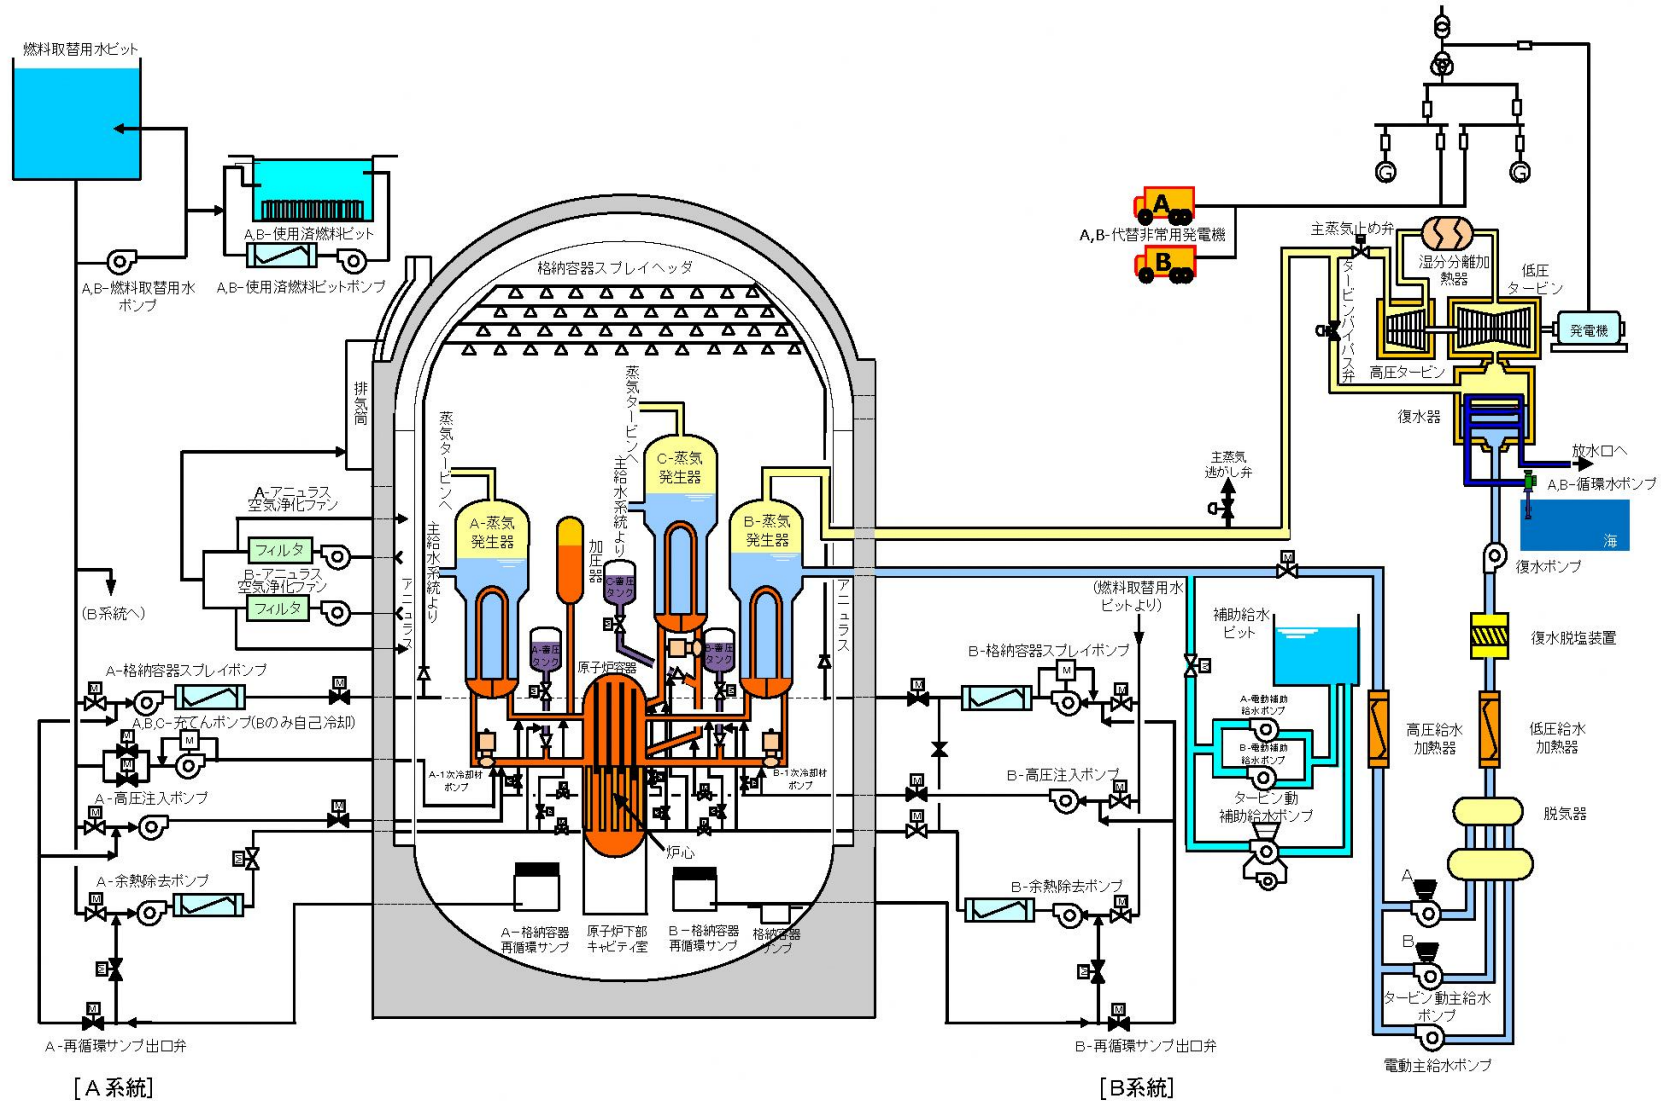 燃料取替用水ピット
A,B-使用済燃料ピット
A,B-燃料取替用水
ポンプ
A,B-使用済燃料ピットポンプ
排気筒
A-アニュラス
空気浄化ファン
フィルタ
B-アニュラス
空気浄化ファン
フィルタ
(B系統へ)
A-格納容器スプレイポンプ
A,B,C-充てんポンプ(Bのみ自己冷却)
A-高圧注入ポンプ
A-余熱除去ポンプ
A-再循環サンプ出口弁
[A系統]
格納容器スプレイヘッダ
蒸気タービンへ
主給水系統より
アニュラス
A-蒸気
発生器
加圧器
蒸気タービンへ
主給水系統より
C-蒸気
発生器
B-蒸気
発生器
アニュラス
C-蓄圧
タンク
A-蓄圧
タンク
B-蓄圧
タンク
原子炉容器
A-1次冷却材
ポンプ
B-1次冷却材
ポンプ
炉心
A-格納容器
再循環サンプ
原子炉下部
キャビティ室
B-格納容器
再循環サンプ
格納容器
サンプ
A
A,B-代替非常用発電機
B
G
G
主蒸気止め弁
湿分分離加
熱器
低圧
タービン
タービンバイパス弁
高圧タービン
発電機
復水器
放水口へ
A,B-循環水ポンプ
海
主蒸気
逃がし弁
復水ポンプ
(燃料取替用水
ピットより)
補助給水
ピット
復水脱塩装置
B-格納容器スプレイポンプ
A-電動補助
給水ポンプ
B-電動補助
給水ポンプ
高圧給水
加熱器
低圧給水
加熱器
B-高圧注入ポンプ
タービン動
補助給水ポンプ
脱気器
B-余熱除去ポンプ
A
B
タービン動主給水
ポンプ
電動主給水ポンプ
B-再循環サンプ出口弁
[B系統]